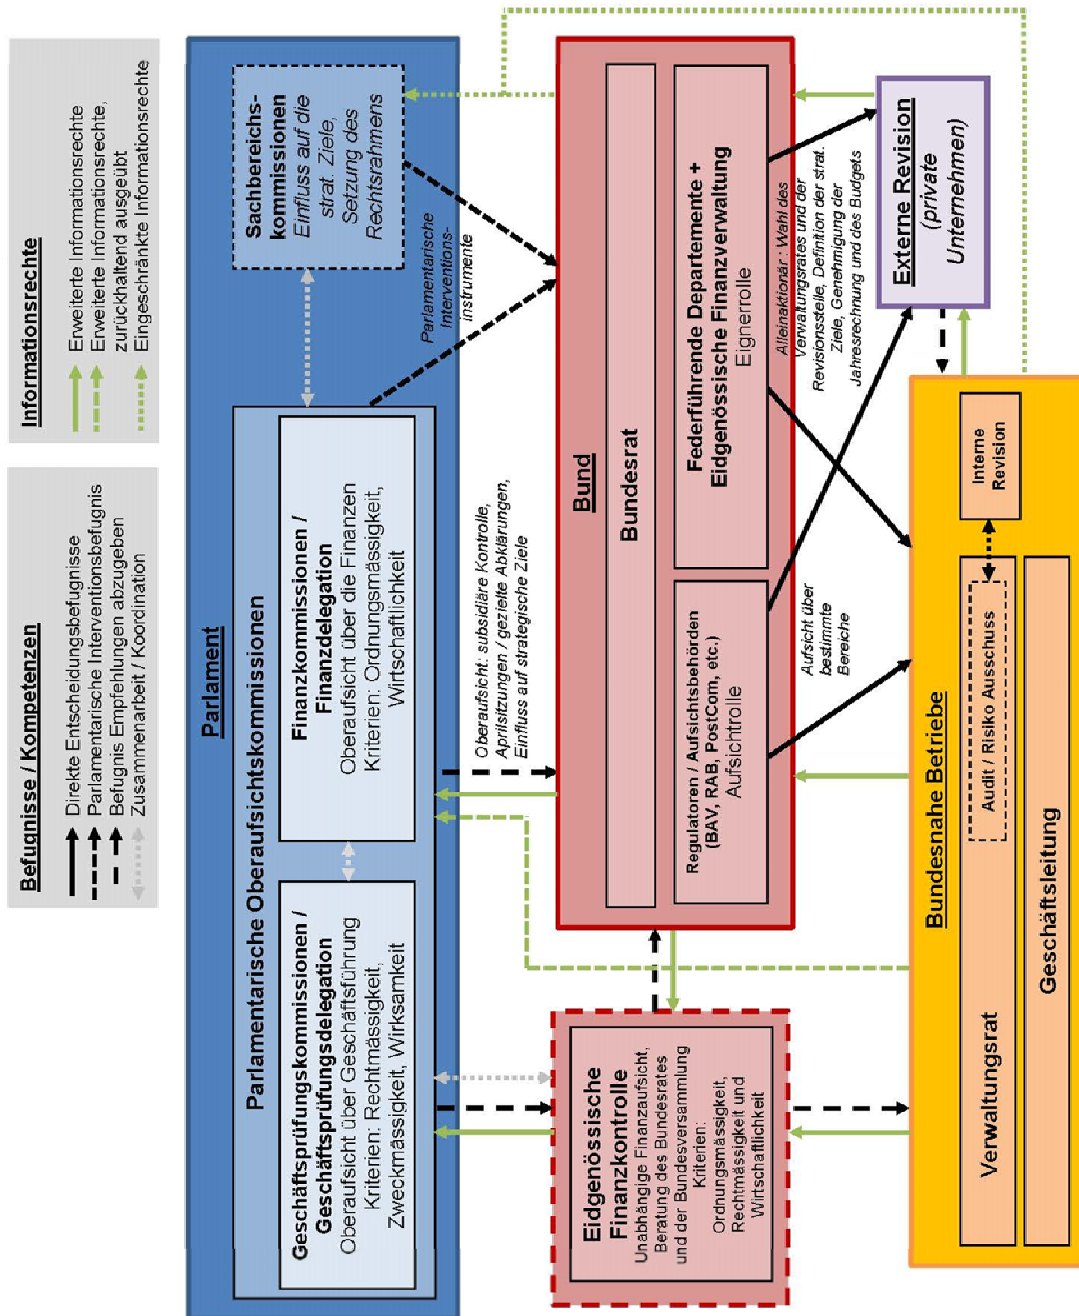 Befugnisse / Kompetenzen
Direkte Entscheidungsbefugnisse
Parlamentarische Interventionsbefugnis
Befugnis Empfehlungen abzugeben
Zusammenarbeit / Koordination
Informationsrechte
Erweiterte Informationsrechte
Erweiterte Informationsrechte,
zurückhaltend ausgeübt
Eingeschränkte Informationsrechte
Parlament
Parlamentarische Oberaufsichtskommissionen
Geschäftsprüfungskommissionen /
Geschäftsprüfungsdelegation
Oberaufsicht über Geschäftsführung
Kriterien: Rechtmässigkeit,
Zweckmässigkeit, Wirksamkeit
Finanzkommissionen /
Finanzdelegation
Oberaufsicht über die Finanzen
Kriterien: Ordnungsmässigkeit,
Wirtschaftlichkeit
Sachbereichs-
kommissionen
Einfluss auf die
strat. Ziele,
Setzung des
Rechtsrahmens
Parlamentarische
Interventions-
instrumente
Oberaufsicht: subsidiäre Kontrolle,
Aprilsitzungen / gezielte Abklärungen,
Einfluss auf strategische Ziele
Eidgenössische
Finanzkontrolle
Unabhängige Finanzaufsicht,
Beratung des Bundesrates
und der Bundesversammlung
Kriterien:
Ordnungsmässigkeit,
Rechtmässigkeit und
Wirtschaftlichkeit
Bund
Bundesrat
Regulatoren / Aufsichtsbehörden
(BAV, RAB, PostCom, etc.)
Aufsichtrolle
Federführende Departemente +
Eidgenössische Finanzverwaltung
Eignerrolle
Aufsicht über
bestimmte
Bereiche
Alleinaktionär : Wahl des
Verwaltungsrates und der
Revisionsstelle, Definition der strat.
Ziele, Genehmigung der
Jahresrechnung und des Budgets
Externe Revision
(private
Unternehmen)
Bundesnahe Betriebe
Verwaltungsrat
Audit / Risiko Ausschuss
Interne
Revision
Geschäftsleitung